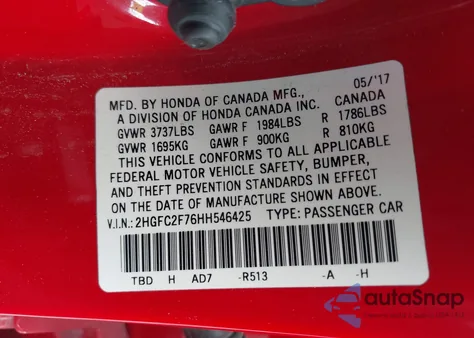 MFD. BY HONDA OF CANADA MFG., 05/'17
A DIVISION OF HONDA CANADA INC. CANADA
GVWR 3737LBS GAWR F 1984LBS R 1786LBS
GVWR 1695KG GAWR F 900KG R 810KG
THIS VEHICLE CONFORMS TO ALL APPLICABLE
FEDERAL MOTOR VEHICLE SAFETY, BUMPER,
AND THEFT PREVENTION STANDARDS IN EFFECT
ON THE DATE OF MANUFACTURE SHOWN ABOVE.
V.I.N.: 2HGFC2F76HH546425 TYPE: PASSENGER CAR
TBD H AD7 -R513 -A -H
autoSnap